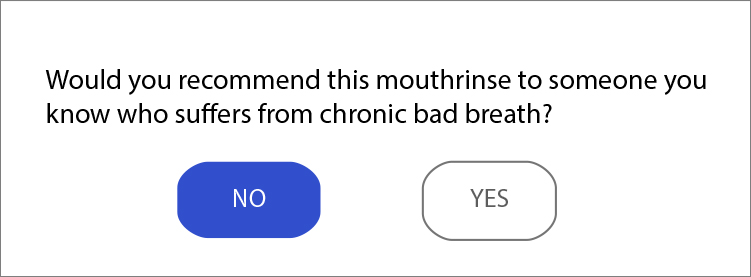 Would you recommend this mouthrinse to someone you
know who suffers from chronic bad breath?
NO YES